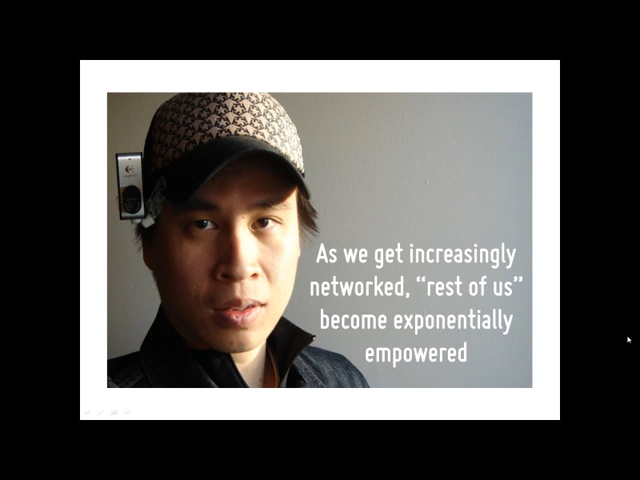 As we get increasingly
networked, “rest of us”
become exponentially
empowered